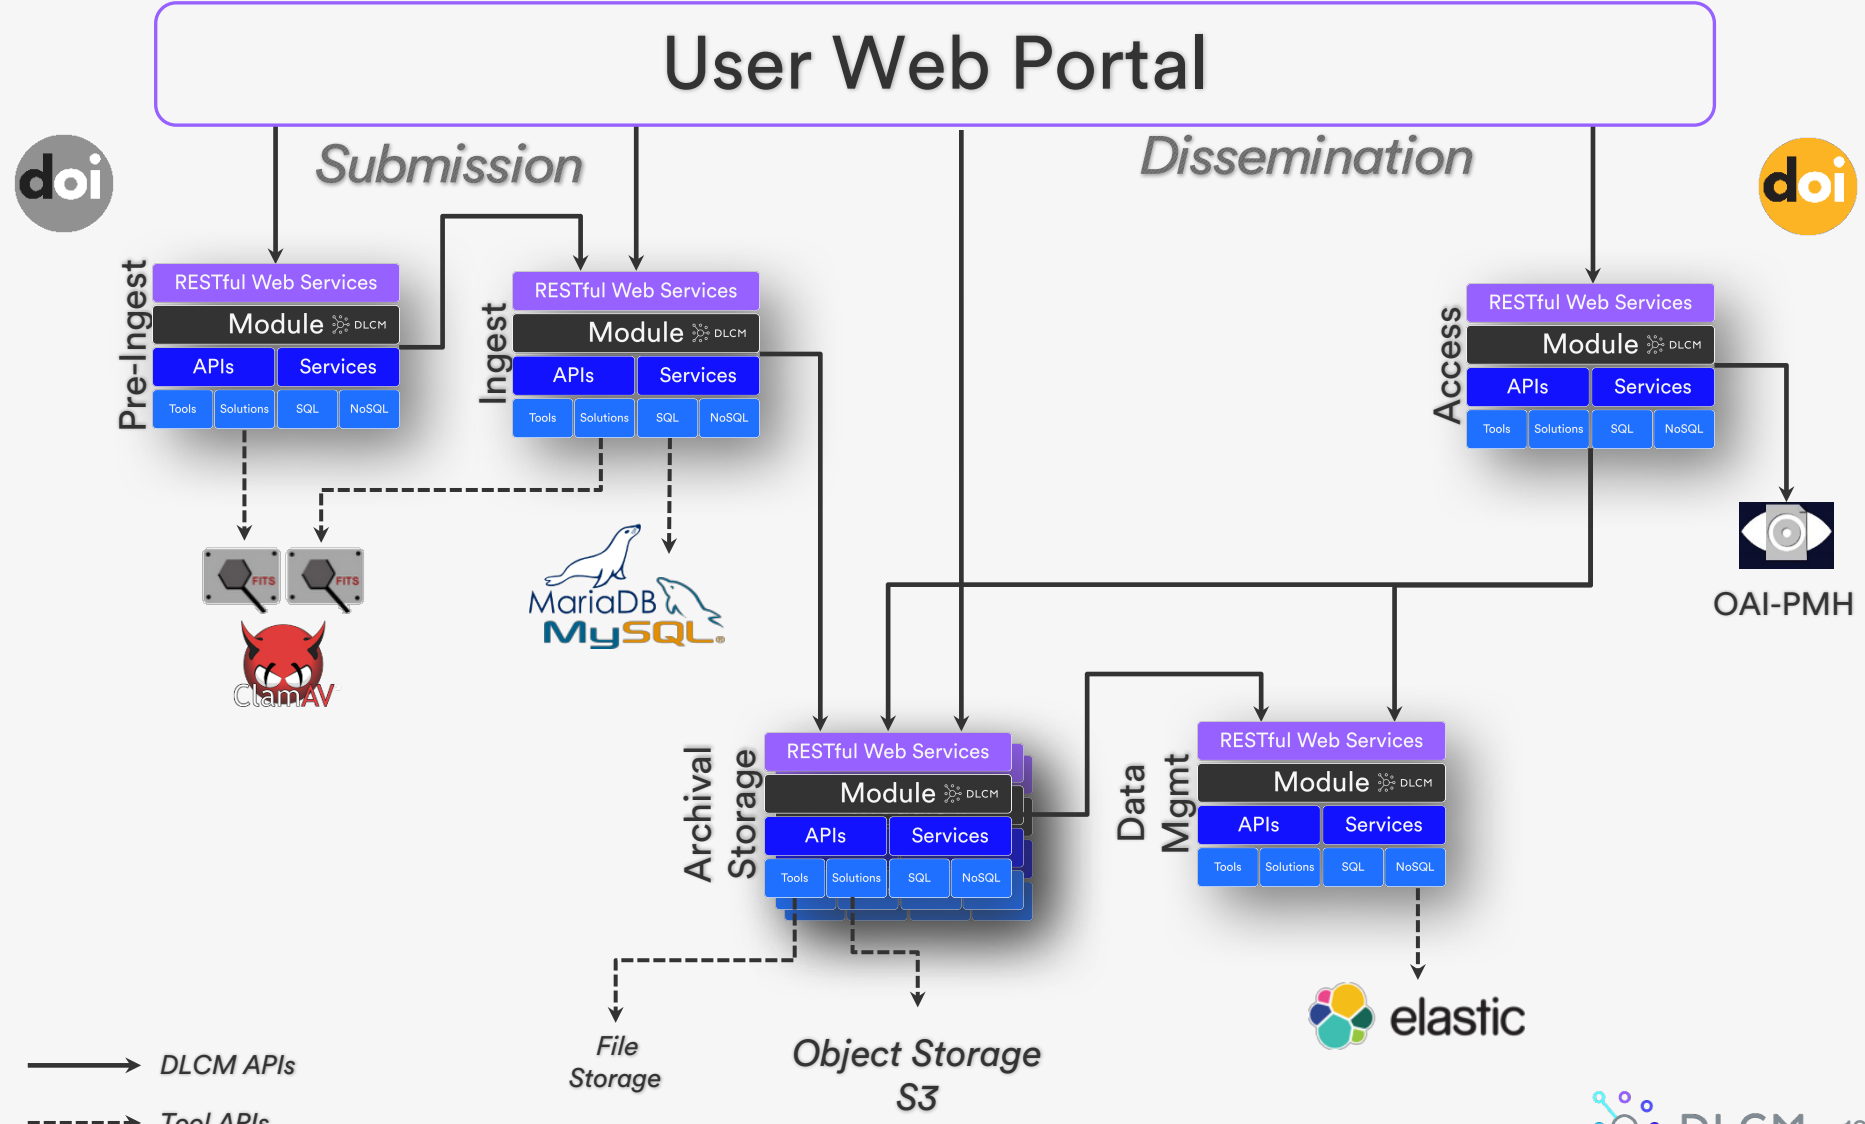 User Web Portal
doi
Submission
Dissemination
doi
Pre-Ingest
RESTful Web Services
Module DLCM
APIs Services
Tools Solutions SQL NoSQL
Ingest
RESTful Web Services
Module DLCM
APIs Services
Tools Solutions SQL NoSQL
Access
RESTful Web Services
Module DLCM
APIs Services
Tools Solutions SQL NoSQL
FITS
FITS
ClamAV
MariaDB
MySQL
OAI-PMH
Archival
Storage
RESTful Web Services
Module DLCM
APIs Services
Tools Solutions SQL NoSQL
Data
Mgmt
RESTful Web Services
Module DLCM
APIs Services
Tools Solutions SQL NoSQL
elastic
File
Storage
Object Storage
S3
DLCM APIs
Tool APIs
DLCM